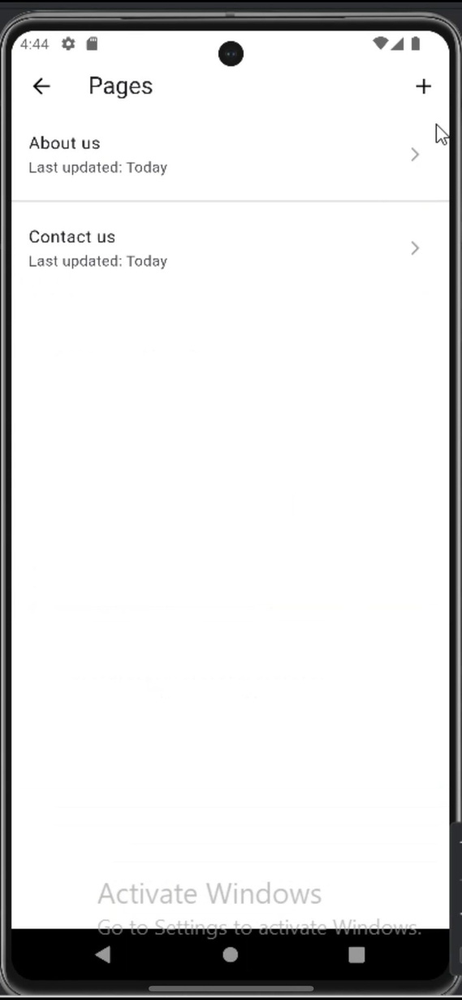 4:44
Pages
About us
Last updated: Today
Contact us
Last updated: Today
Activate Windows
Go to Settings to activate Windows.